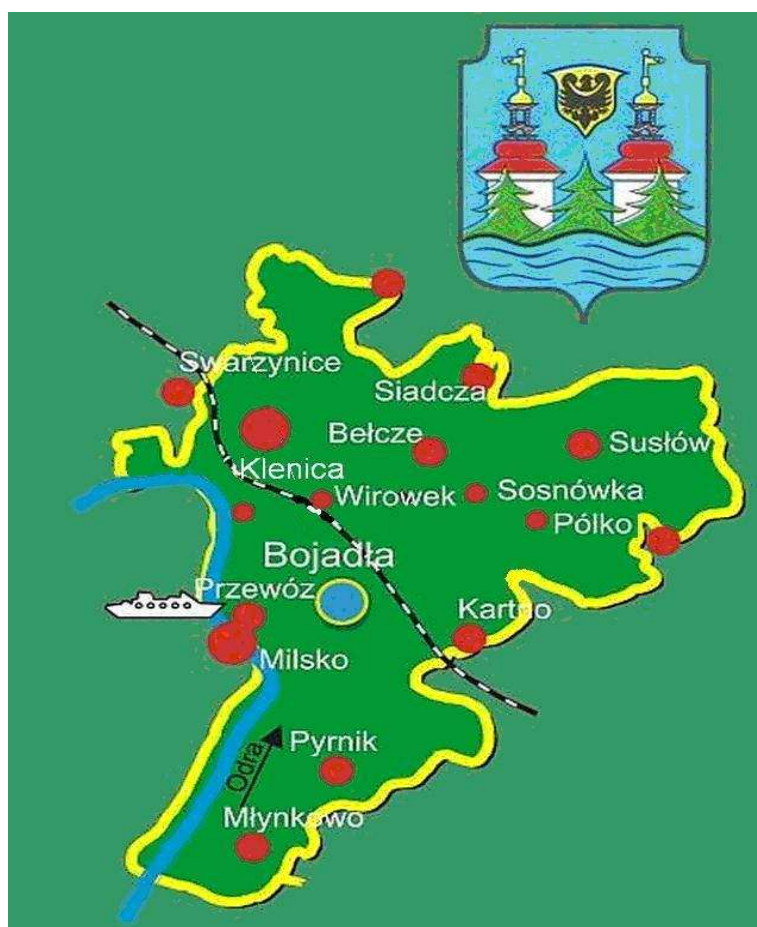 Swarzynice
Siadcza
Bełcze
Susłów
Klenica
Wirowek
Sosnówka
Pólko
Bojadła
Przewóz
Kartno
Milsko
Pyrnik
Odra
Młynkowo